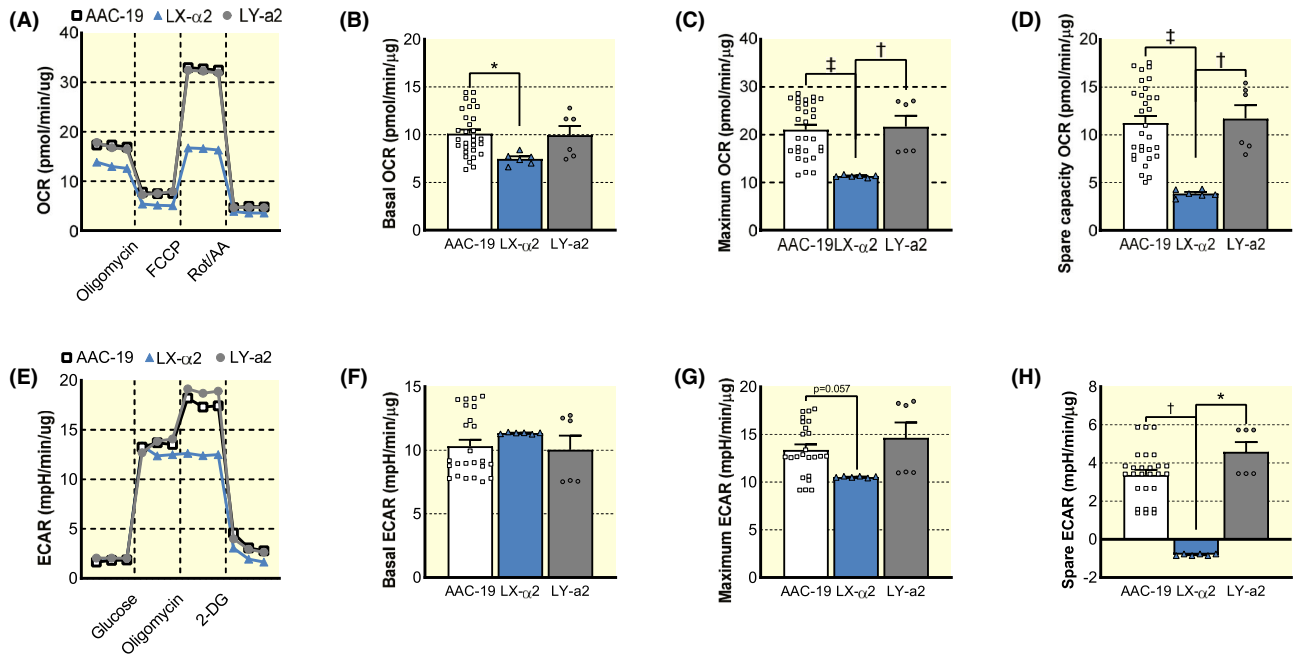 (A)
AAC-19 LX-α2 LY-a2
OCR (pmol/min/ug)
40
30
20
10
0
Oligomycin
FCCP
Rot/AA
(B)
Basal OCR (pmol/min/µg)
20
15
10
5
0
*
AAC-19 LX-α2 LY-a2
(C)
Maximum OCR (pmol/min/µg)
40
30
20
10
0
‡
†
AAC-19 LX-α2 LY-a2
(D)
Spare capacity OCR (pmol/min/µg)
20
15
10
5
0
‡
†
AAC-19 LX-α2 LY-a2
(E)
AAC-19 LX-α2 LY-a2
ECAR (mpH/min/ug)
20
15
10
5
0
Glucose
Oligomycin
2-DG
(F)
Basal ECAR (mpH/min/µg)
15
10
5
0
AAC-19 LX-α2 LY-a2
(G)
Maximum ECAR (mpH/min/µg)
20
15
10
5
0
p=0.057
AAC-19 LX-α2 LY-a2
(H)
Spare ECAR (mpH/min/µg)
8
6
4
2
0
-2
†
*
AAC-19 LX-α2 LY-a2